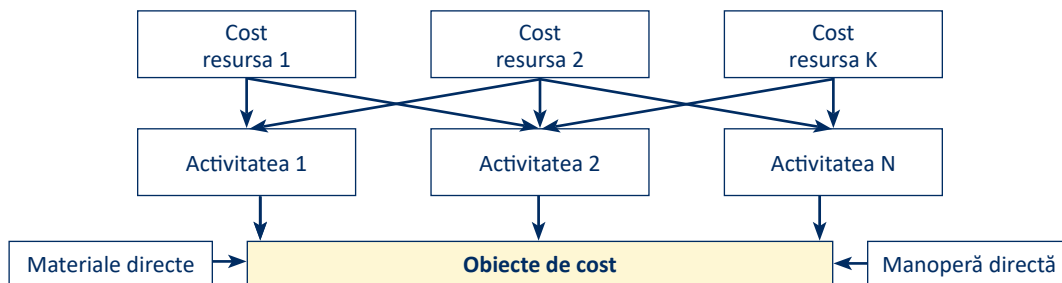 Cost
resursa 1
Cost
resursa 2
Cost
resursa K
Activitatea 1
Activitatea 2
Activitatea N
Materiale directe
Obiecte de cost
Manoperă directă